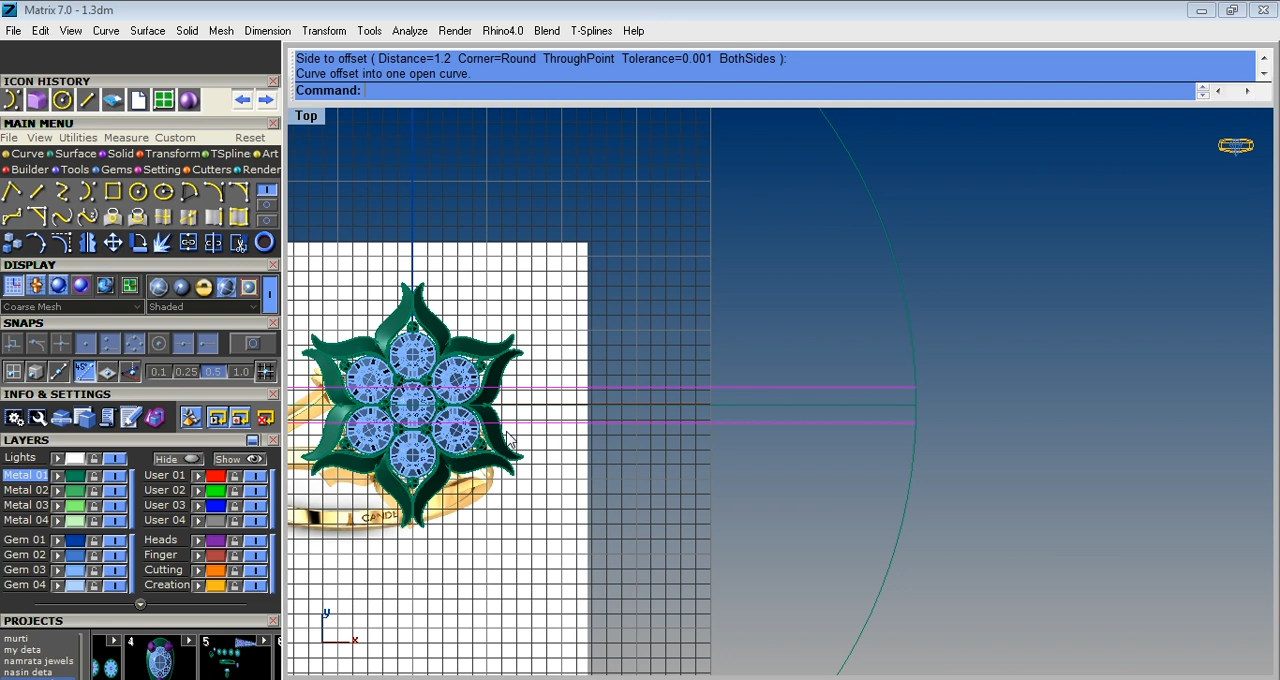 Matrix 7.0 - 1.3dm
File Edit View Curve Surface Solid Mesh Dimension Transform Tools Analyze Render Rhino4.0 Blend T-Splines Help
Side to offset ( Distance=1.2 Corner=Round ThroughPoint Tolerance=0.001 BothSides ):
Curve offset into one open curve.
Command:
ICON HISTORY
Top
MAIN MENU
File View Utilities Measure Custom Reset
Curve Surface Solid Transform TSpline Art
Builder Tools Gems Setting Cutters Render
DISPLAY
Coarse Mesh Shaded
SNAPS
45°
0.1 0.25 0.5 1.0
INFO & SETTINGS
LAYERS
Lights Hide Show
Metal 01 User 01
Metal 02 User 02
Metal 03 User 03
Metal 04 User 04
Gem 01 Heads
Gem 02 Finger
Gem 03 Cutting
Gem 04 Creation
CANDE
y
x
PROJECTS
murti
my deta
namrata jewels
nasin deta
4
5